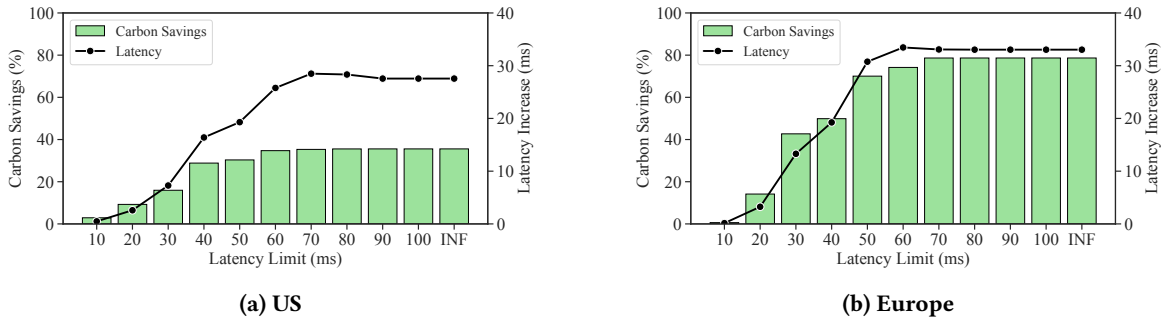 Carbon Savings
Latency
Carbon Savings (%)
100
80
60
40
20
0
Latency Increase (ms)
40
30
20
10
0
10 20 30 40 50 60 70 80 90 100 INF
Latency Limit (ms)
(a) US
Carbon Savings
Latency
Carbon Savings (%)
100
80
60
40
20
0
Latency Increase (ms)
40
30
20
10
0
10 20 30 40 50 60 70 80 90 100 INF
Latency Limit (ms)
(b) Europe